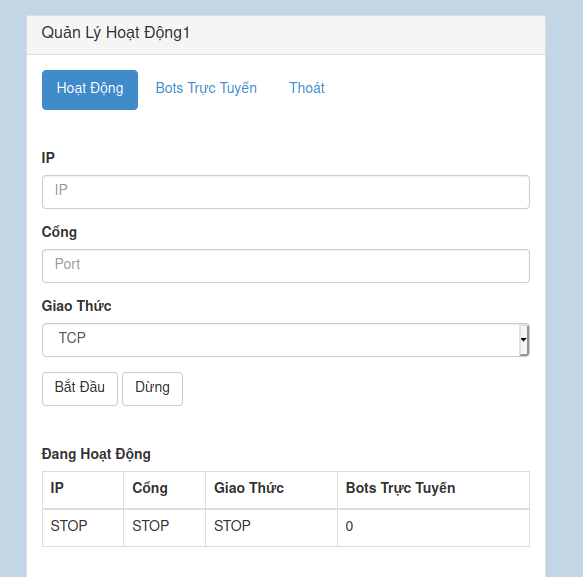 Quản Lý Hoạt Động1
Hoạt Động Bots Trực Tuyến Thoát
IP
IP
Cổng
Port
Giao Thức
TCP
Bắt Đầu Dừng
Đang Hoạt Động
IP Cổng Giao Thức Bots Trực Tuyến
STOP STOP STOP 0